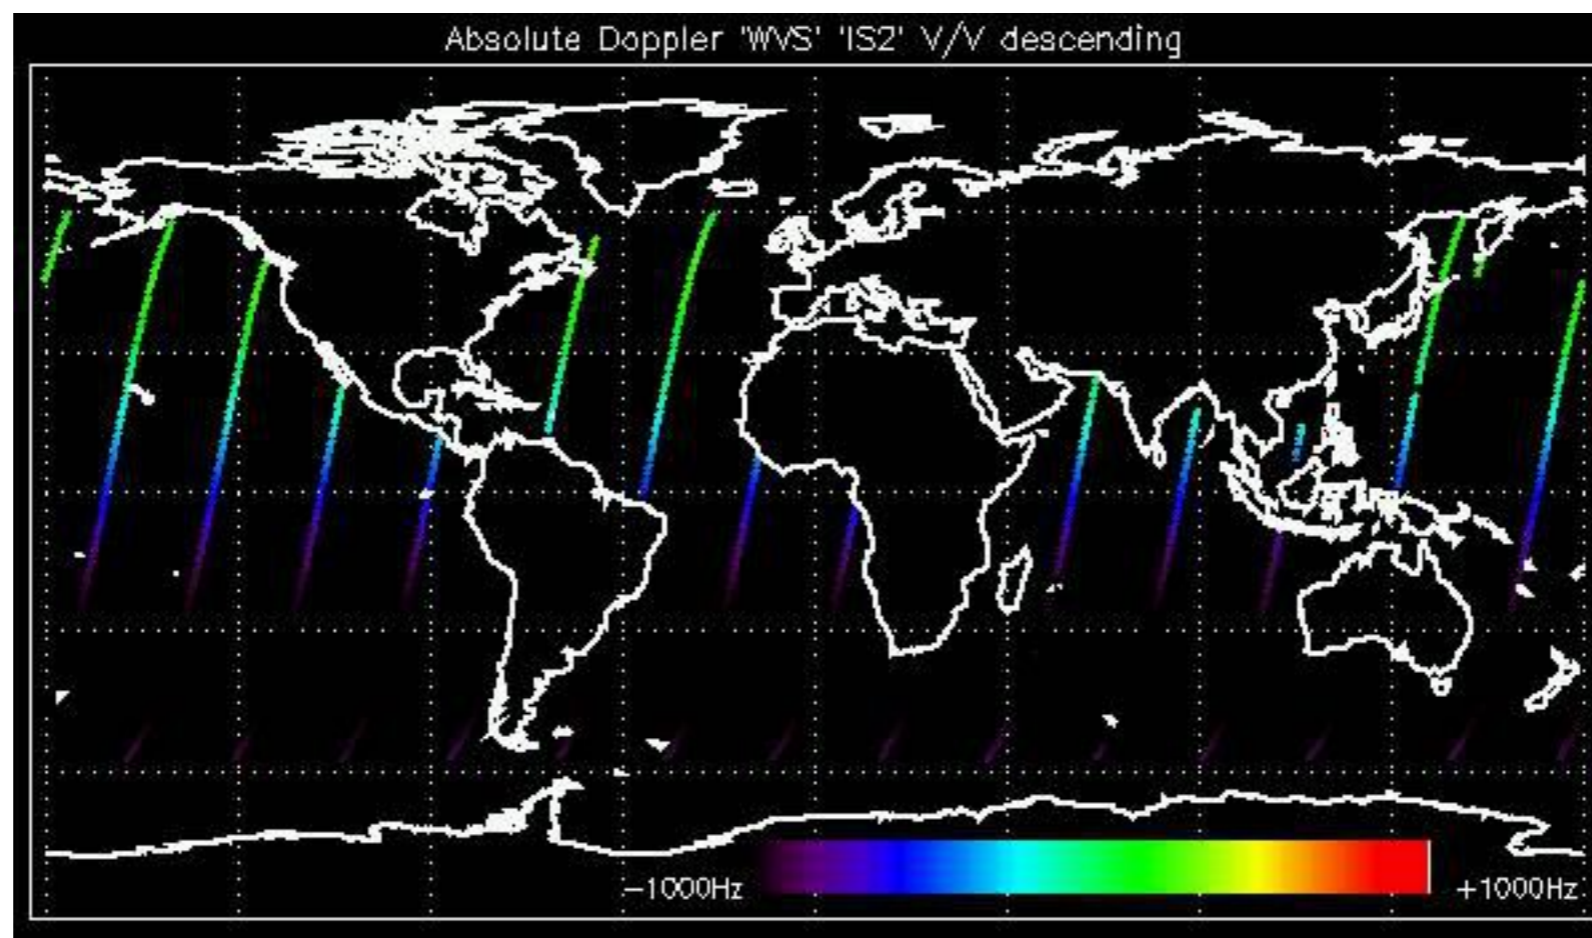 Absolute Doppler 'WVS' 'IS2' V/V descending
−1000Hz +1000Hz